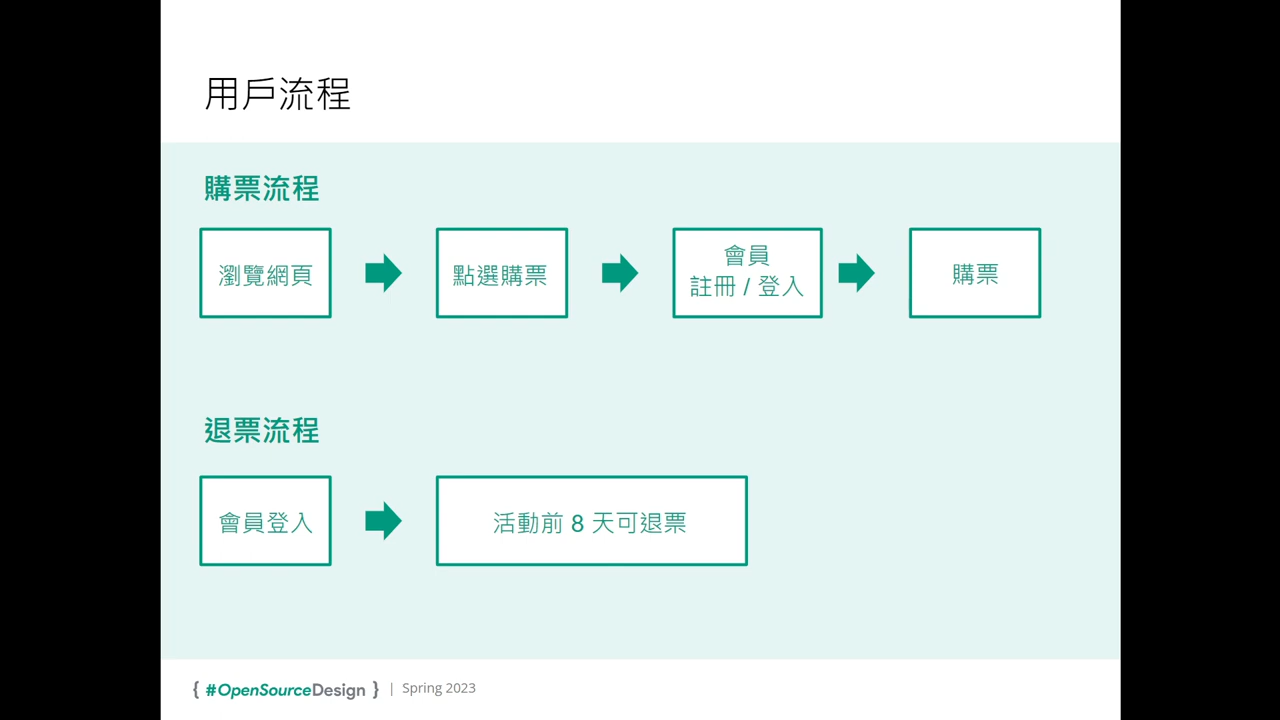 用戶流程
購票流程
瀏覽網頁
點選購票
會員
註冊 / 登入
購票
退票流程
會員登入
活動前 8 天可退票
{ #OpenSourceDesign } | Spring 2023